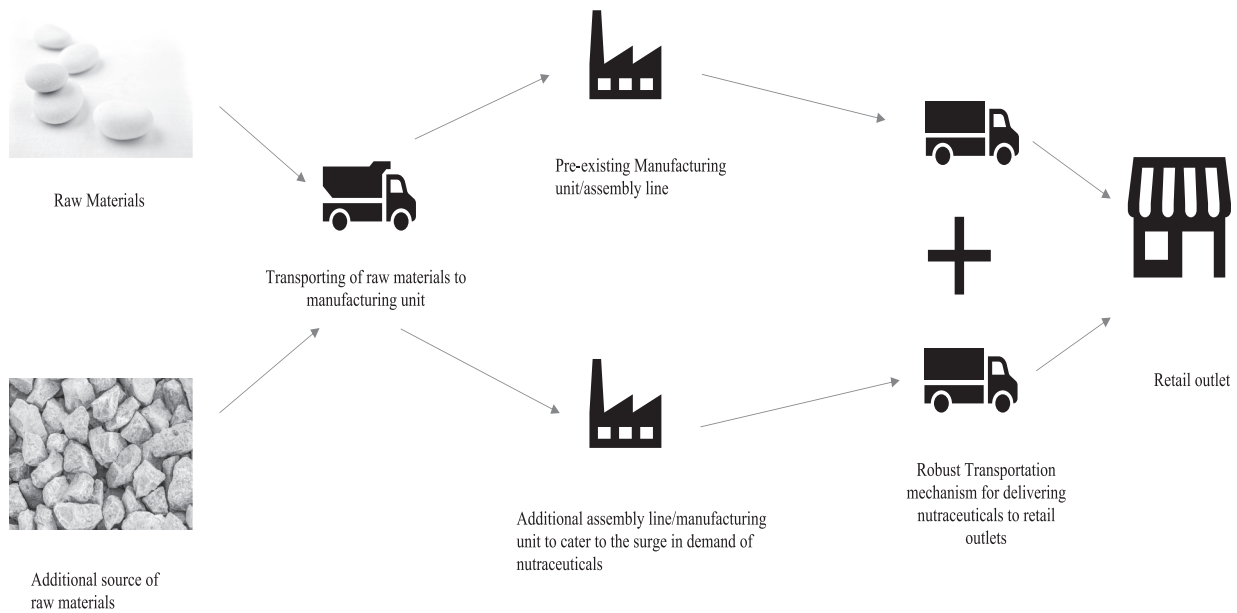 Raw Materials
Transporting of raw materials to
manufacturing unit
Pre-existing Manufacturing
unit/assembly line
Retail outlet
Additional source of
raw materials
Additional assembly line/manufacturing
unit to cater to the surge in demand of
nutraceuticals
Robust Transportation
mechanism for delivering
nutraceuticals to retail
outlets